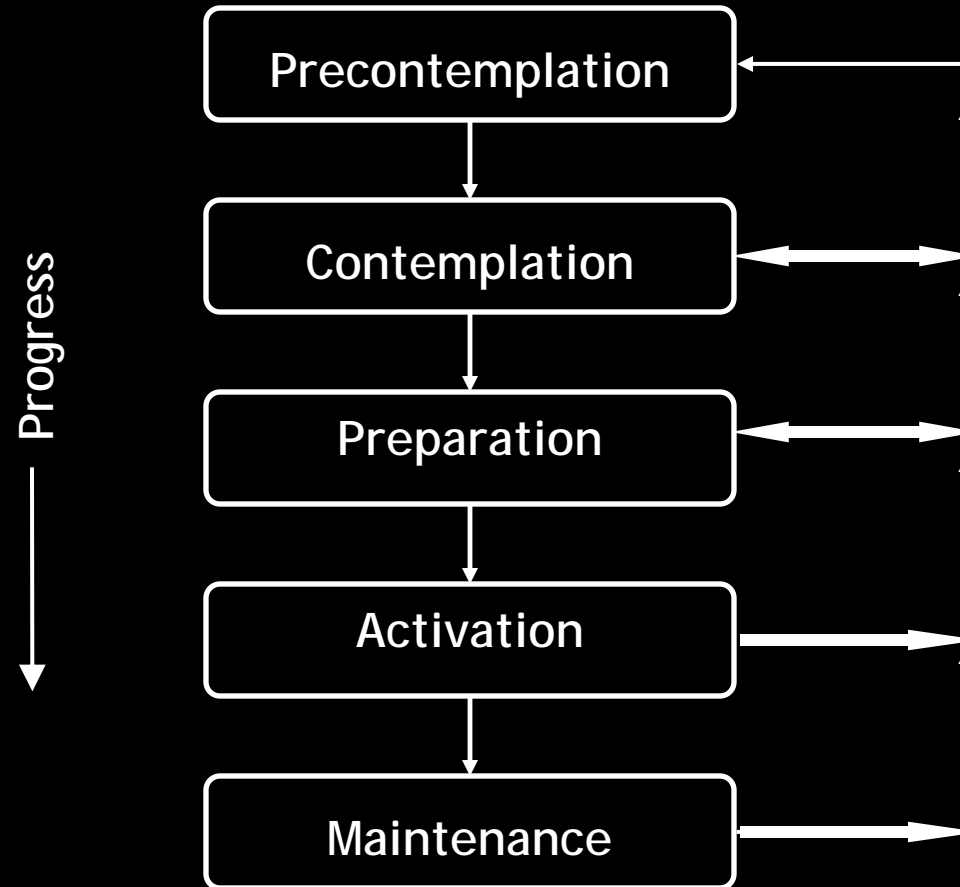 Precontemplation
Contemplation
Progress
Preparation
Activation
Maintenance